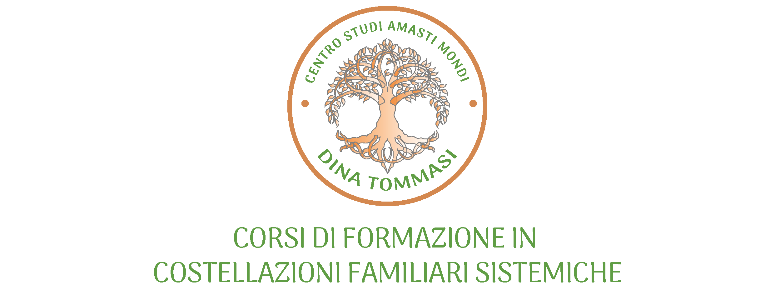 CENTRO STUDI AMASTI MONDI
DINA TOMMASI
CORSI DI FORMAZIONE IN
COSTELLAZIONI FAMILIARI SISTEMICHE